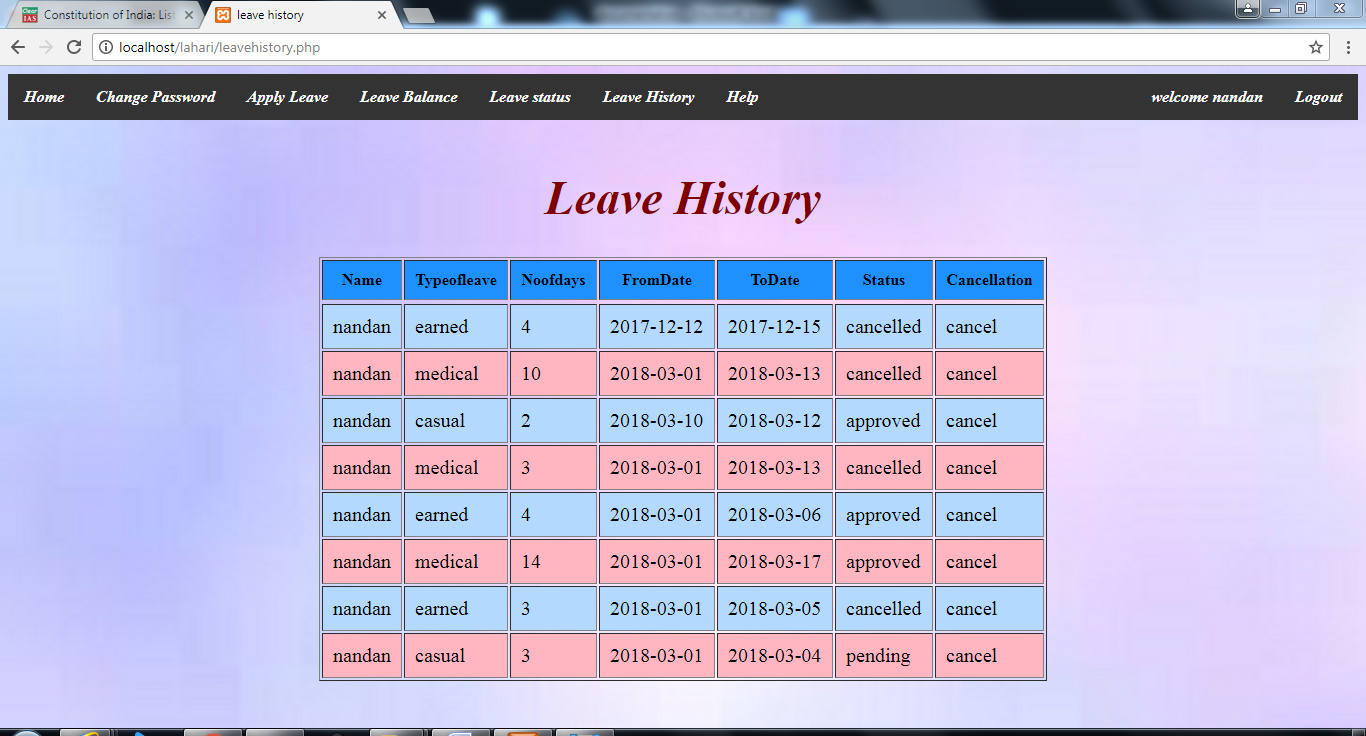 Constitution of India: List
leave history
localhost/lahari/leavehistory.php
Home Change Password Apply Leave Leave Balance Leave status Leave History Help welcome nandan Logout
Leave History
Name Typeofleave Noofdays FromDate ToDate Status Cancellation
nandan earned 4 2017-12-12 2017-12-15 cancelled cancel
nandan medical 10 2018-03-01 2018-03-13 cancelled cancel
nandan casual 2 2018-03-10 2018-03-12 approved cancel
nandan medical 3 2018-03-01 2018-03-13 cancelled cancel
nandan earned 4 2018-03-01 2018-03-06 approved cancel
nandan medical 14 2018-03-01 2018-03-17 approved cancel
nandan earned 3 2018-03-01 2018-03-05 cancelled cancel
nandan casual 3 2018-03-01 2018-03-04 pending cancel